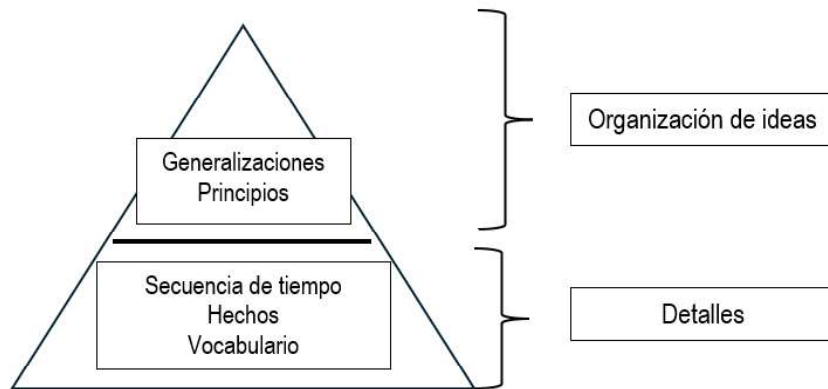 Generalizaciones
Principios
Organización de ideas
Secuencia de tiempo
Hechos
Vocabulario
Detalles